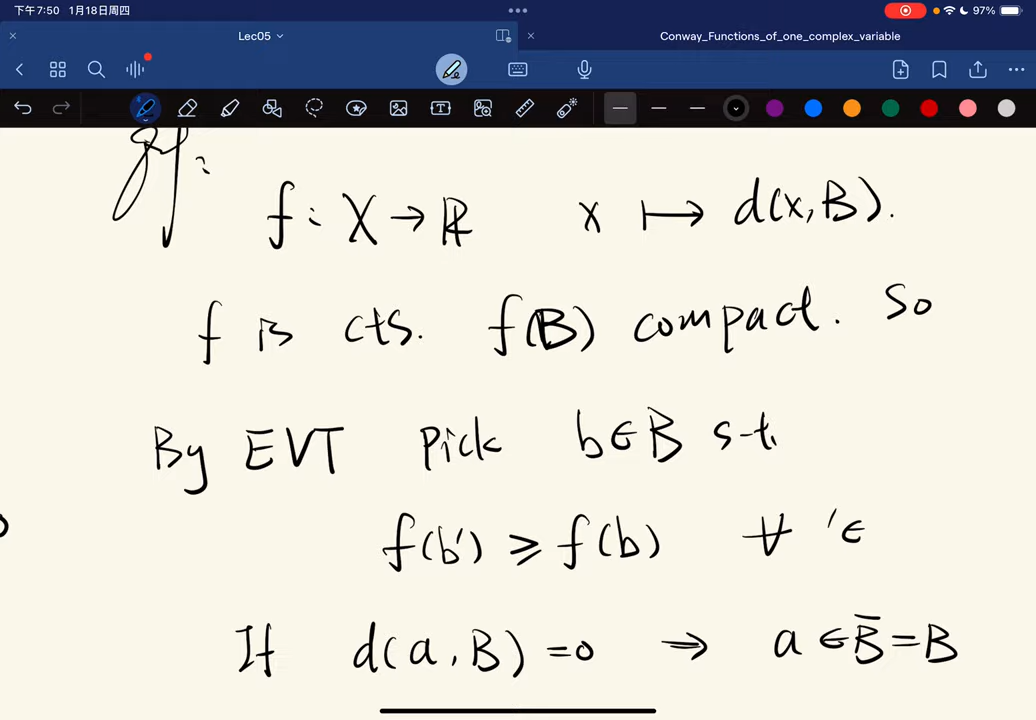 下午7:50 1月18日周四
97%
Lec05
Conway_Functions_of_one_complex_variable
pf:
f: X → ℝ x ↦ d(x,B).
f is cts. f(B) compact. So
By EVT Pick b∈B s.t.
f(b') ≥ f(b) ∀ '∈
If d(a,B)=0 ⇒ a∈B̄=B